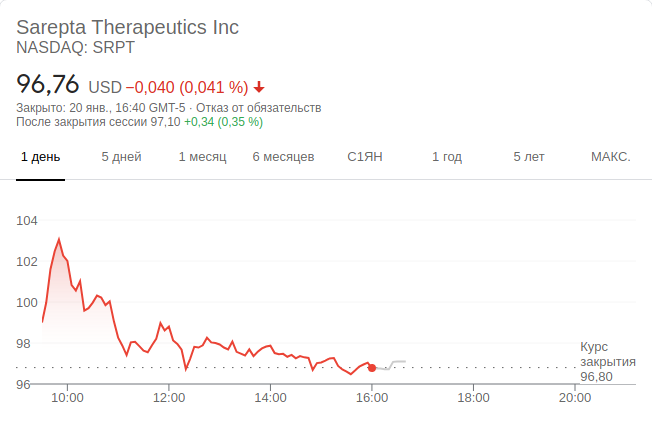 Sarepta Therapeutics Inc
NASDAQ: SRPT
96,76 USD −0,040 (0,041 %)
Закрыто: 20 янв., 16:40 GMT-5 · Отказ от обязательств
После закрытия сессии 97,10 +0,34 (0,35 %)
1 день 5 дней 1 месяц 6 месяцев С1ЯН 1 год 5 лет МАКС.
104
102
100
98
96
Курс
закрытия
96,80
10:00 12:00 14:00 16:00 18:00 20:00